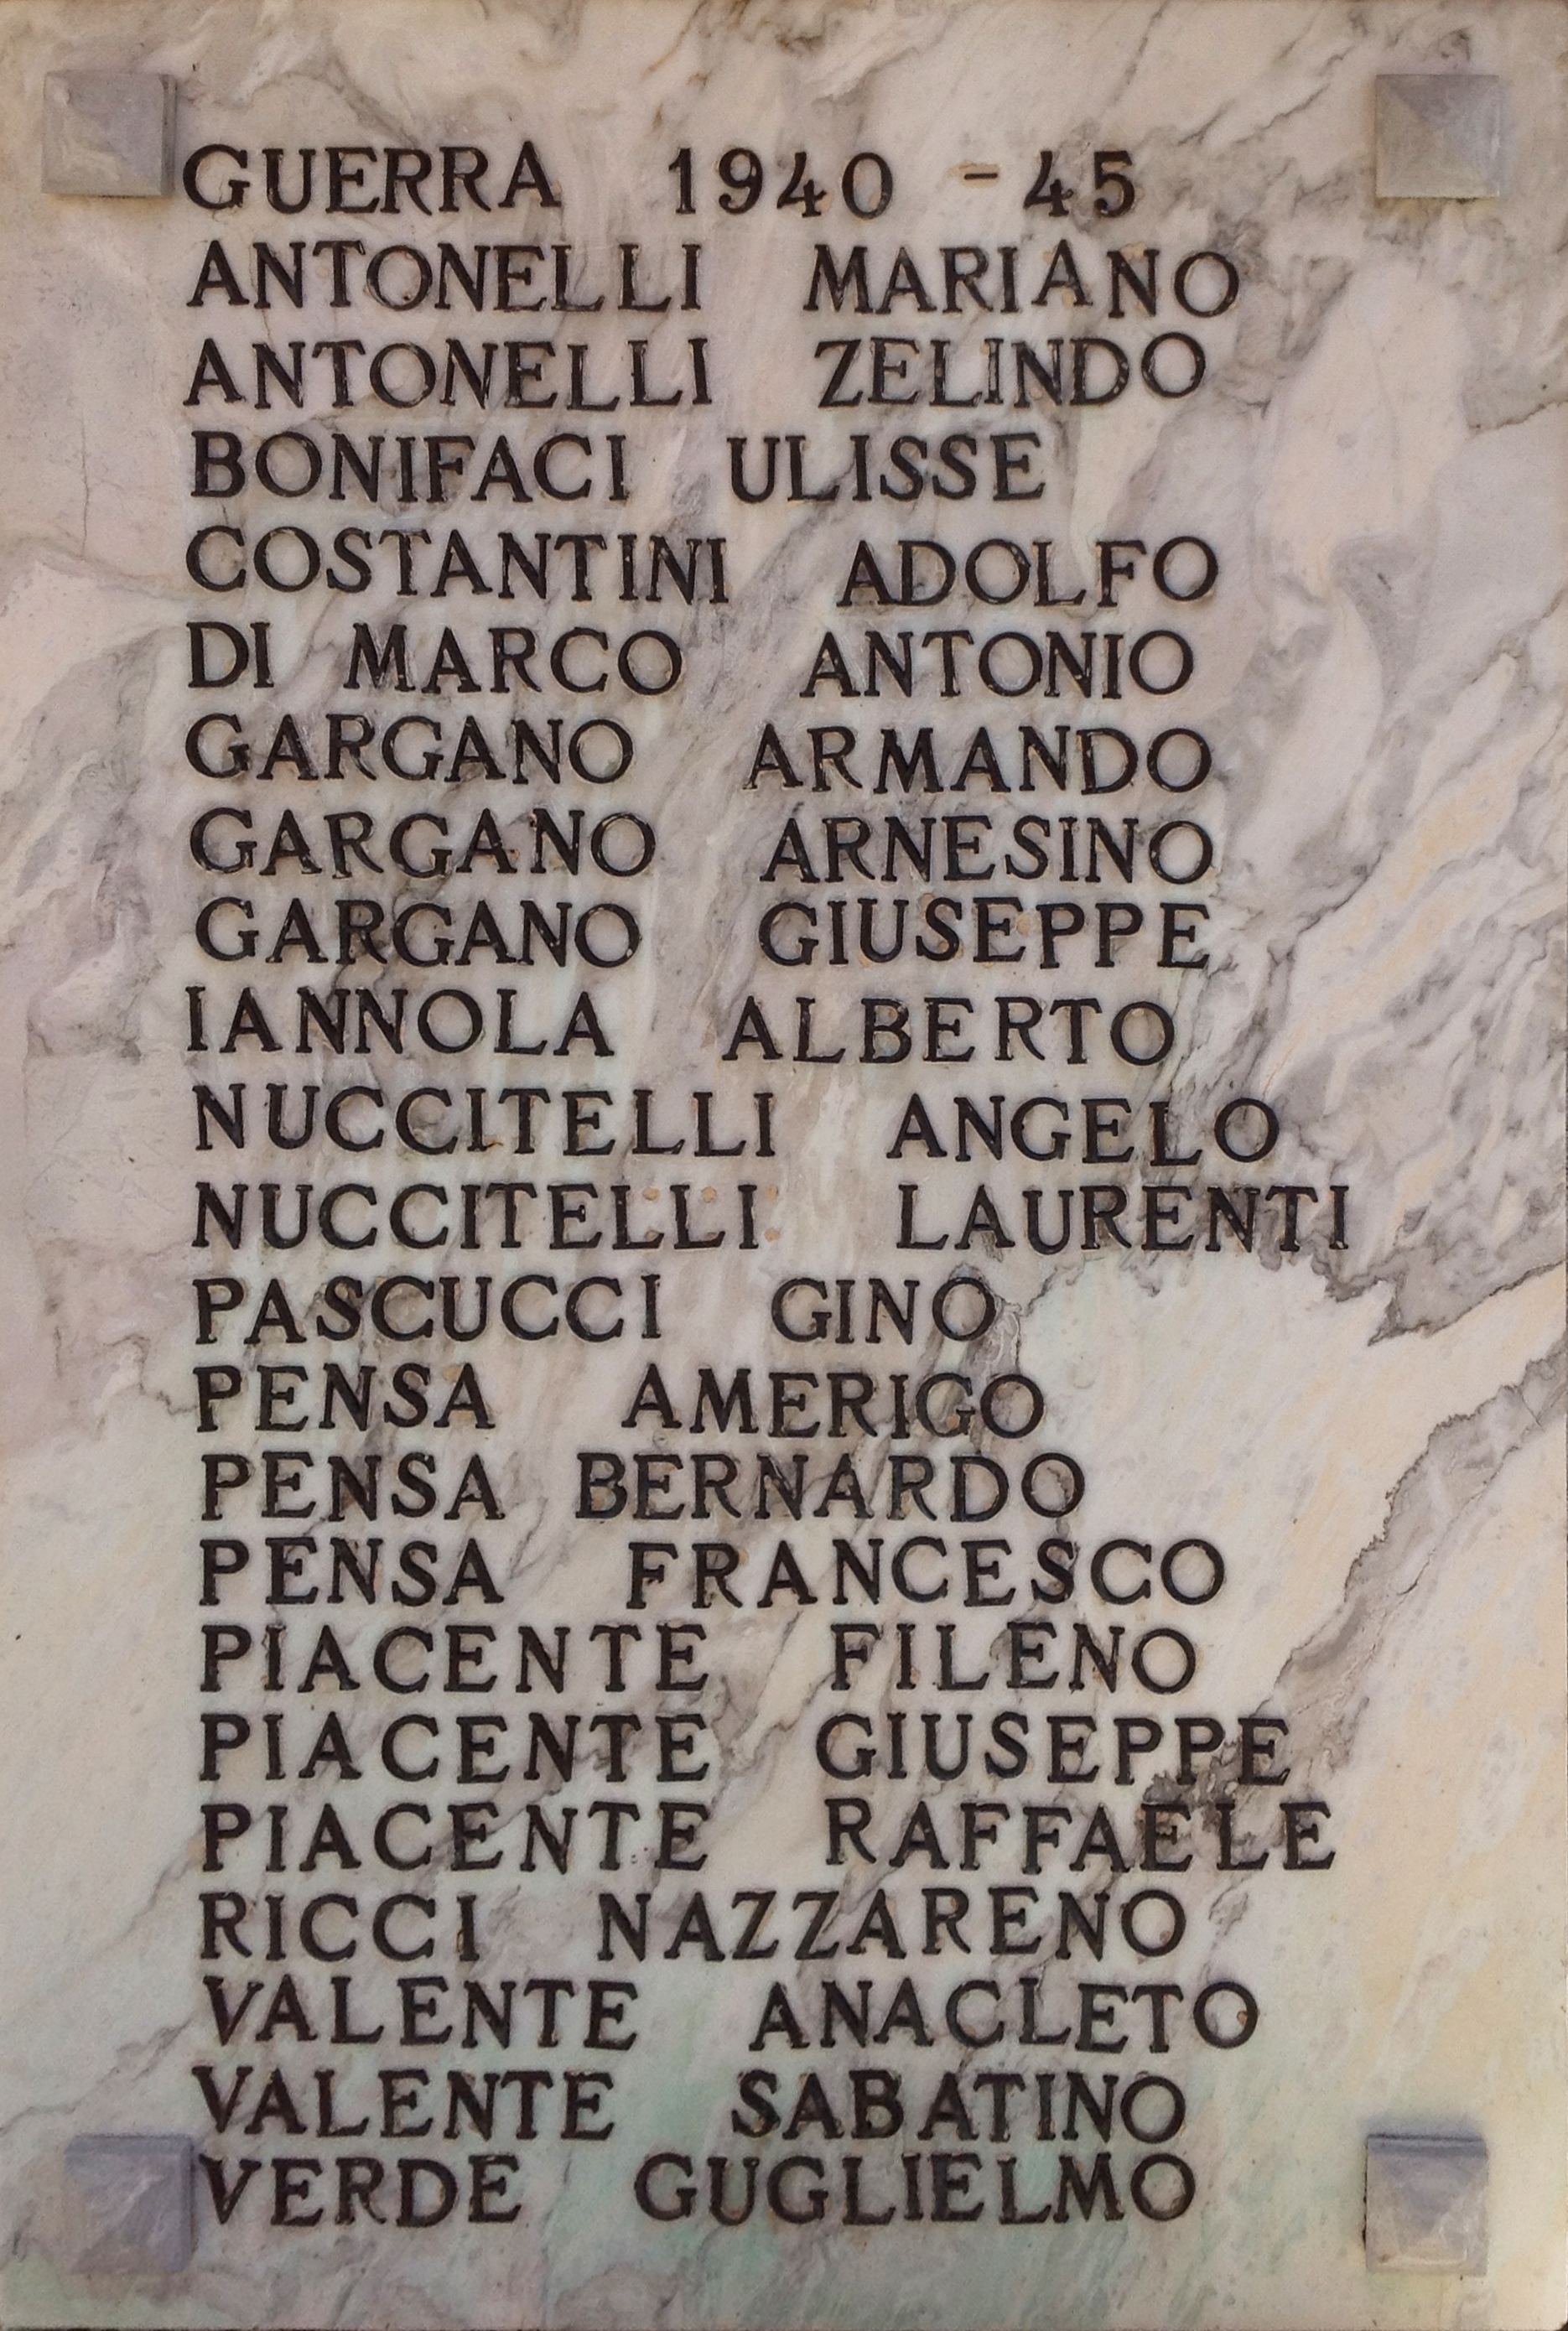 GUERRA 1940 - 45
ANTONELLI MARIANO
ANTONELLI ZELINDO
BONIFACI ULISSE
COSTANTINI ADOLFO
DI MARCO ANTONIO
GARGANO ARMANDO
GARGANO ARNESINO
GARGANO GIUSEPPE
IANNOLA ALBERTO
NUCCITELLI ANGELO
NUCCITELLI LAURENTI
PASCUCCI GINO
PENSA AMERIGO
PENSA BERNARDO
PENSA FRANCESCO
PIACENTE FILENO
PIACENTE GIUSEPPE
PIACENTE RAFFAELE
RICCI NAZZARENO
VALENTE ANACLETO
VALENTE SABATINO
VERDE GUGLIELMO